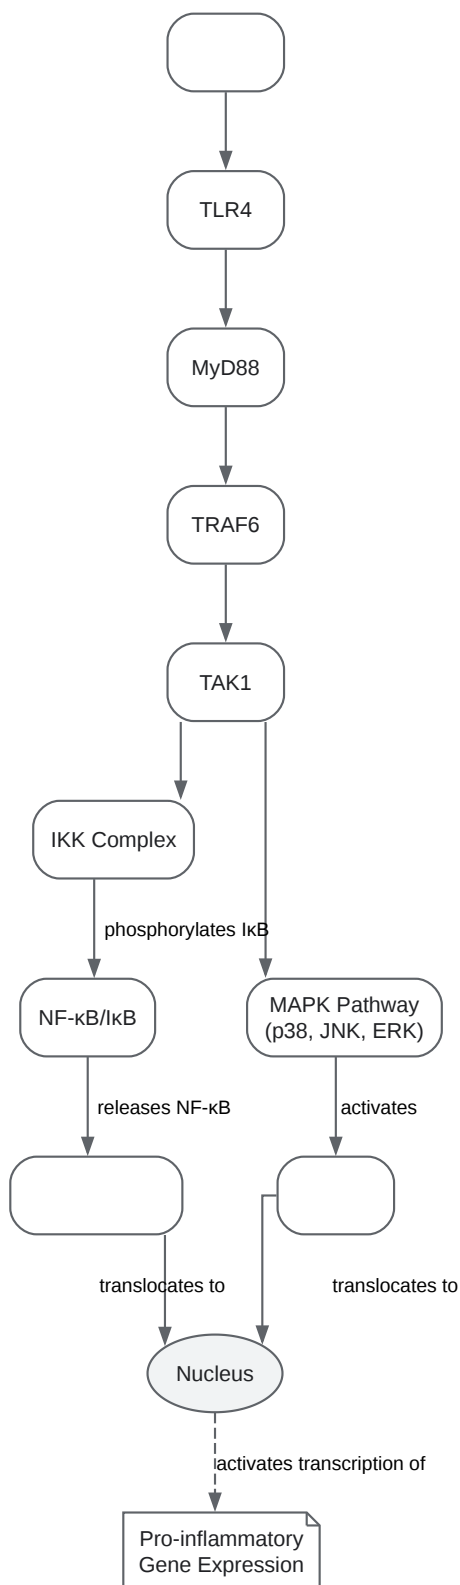 TLR4
MyD88
TRAF6
TAK1
IKK Complex
phosphorylates IκB
NF-κB/IκB
MAPK Pathway
(p38, JNK, ERK)
releases NF-κB
activates
translocates to
translocates to
Nucleus
activates transcription of
Pro-inflammatory
Gene Expression